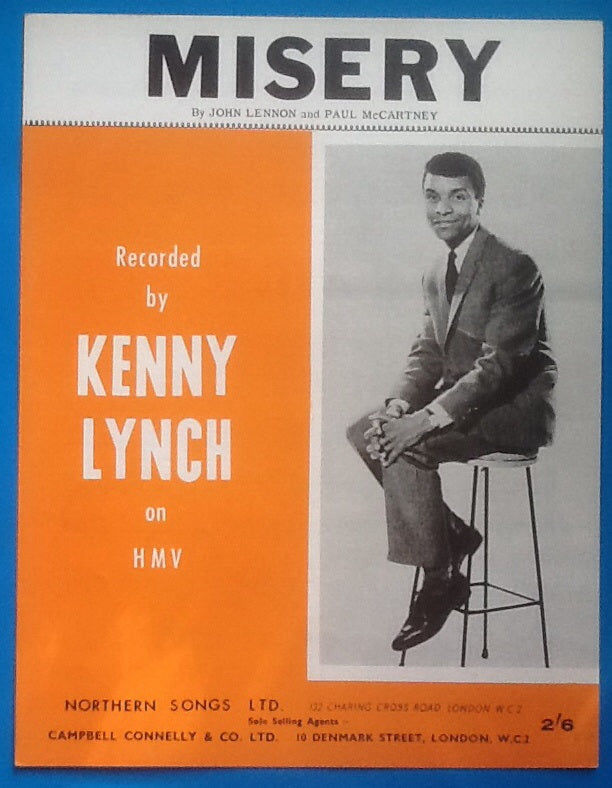 MISERY
By JOHN LENNON and PAUL McCARTNEY
Recorded
by
KENNY
LYNCH
on
HMV
NORTHERN SONGS LTD. 132 CHARING CROSS ROAD, LONDON W.C.2
Sole Selling Agents :-
CAMPBELL CONNELLY & CO. LTD. 10 DENMARK STREET, LONDON, W.C.2
2/6